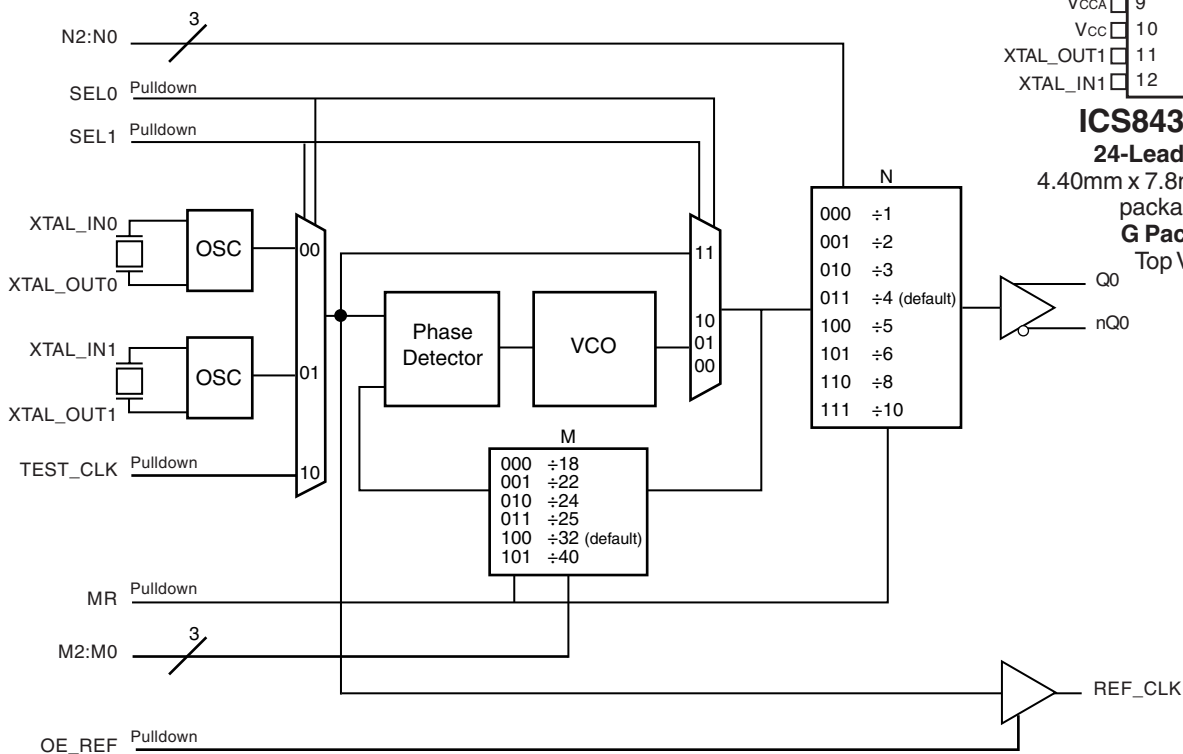 VCCA 9
VCC 10
XTAL_OUT1 11
XTAL_IN1 12
ICS843
24-Lead
4.40mm x 7.8
packa
G Pac
Top V
N2:N0
3
SEL0 Pulldown
SEL1 Pulldown
XTAL_IN0
XTAL_OUT0
OSC
00
XTAL_IN1
XTAL_OUT1
OSC
01
TEST_CLK Pulldown
10
Phase
Detector
VCO
11
10
01
00
N
000 ÷1
001 ÷2
010 ÷3
011 ÷4 (default)
100 ÷5
101 ÷6
110 ÷8
111 ÷10
Q0
nQ0
M
000 ÷18
001 ÷22
010 ÷24
011 ÷25
100 ÷32 (default)
101 ÷40
MR Pulldown
M2:M0
3
REF_CLK
OE_REF Pulldown